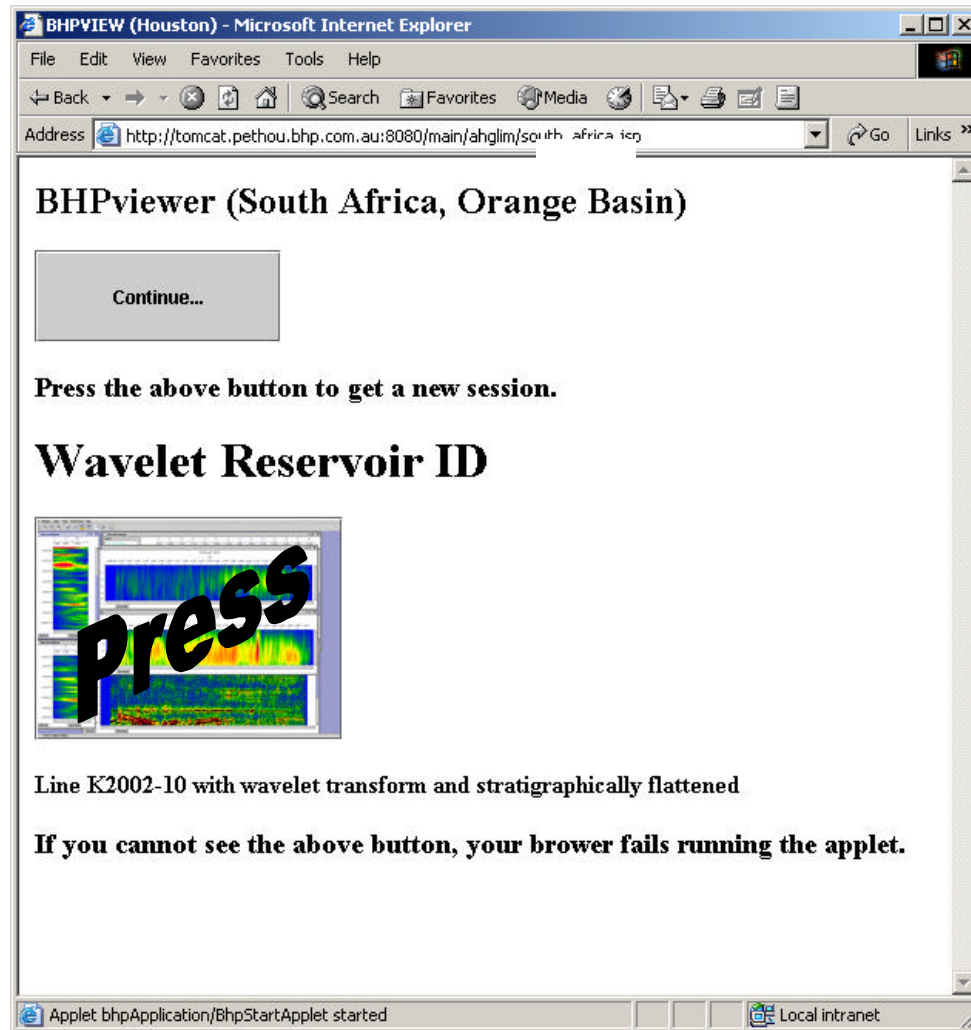 BHPVIEW (Houston) - Microsoft Internet Explorer
File Edit View Favorites Tools Help
Back Search Favorites Media
Address http://tomcat.pethou.bhp.com.au:8080/main/ahglim/south_africa.jsp Go Links »
BHPviewer (South Africa, Orange Basin)
Continue...
Press the above button to get a new session.
Wavelet Reservoir ID
Press
Line K2002-10 with wavelet transform and stratigraphically flattened
If you cannot see the above button, your brower fails running the applet.
Applet bhpApplication/BhpStartApplet started Local intranet